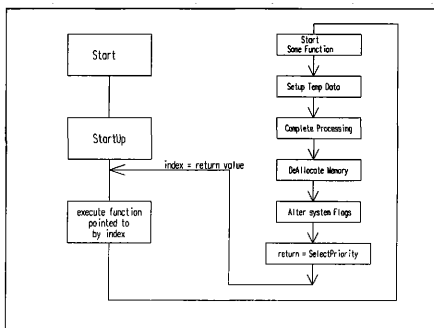 Start
StartUp
index = return value
execute function
pointed to
by index
Start
Some Function
Setup Temp Data
Complete Processing
DeAllocate Memory
Alter system Flags
return = SelectPriority